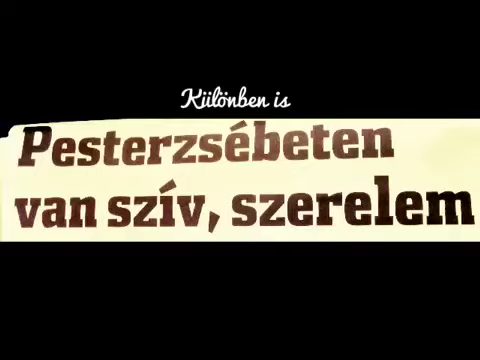 Különben is
Pesterzsébeten
van szív, szerelem